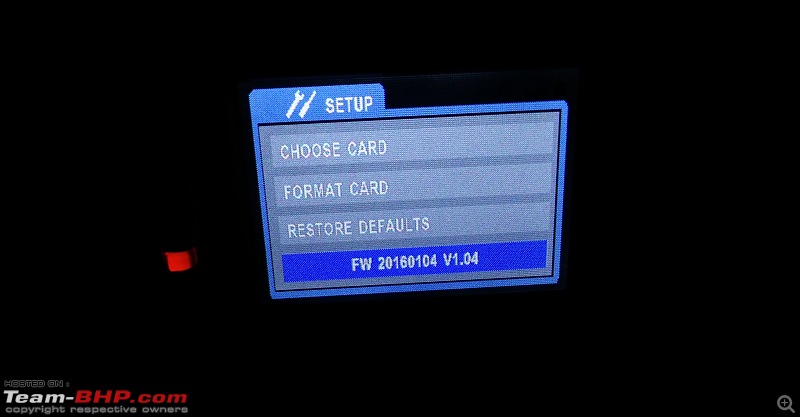 SETUP
CHOOSE CARD
FORMAT CARD
RESTORE DEFAULTS
FW 20160104 V1.04
HOSTED ON :
Team-BHP.com
copyright respective owners